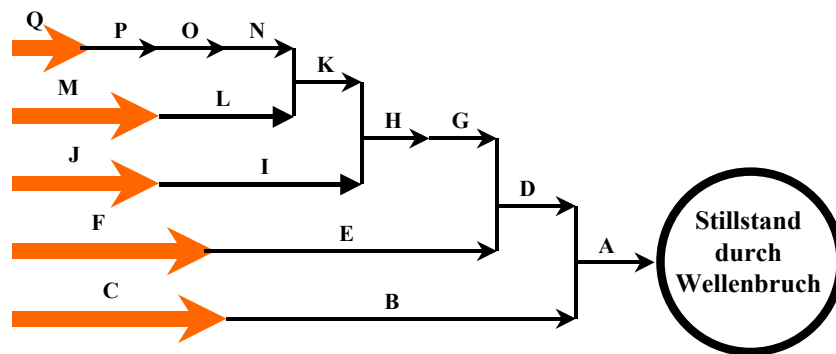 Q P O N
K
M L
H G
J I
D
F E
A
C B
Stillstand
durch
Wellenbruch